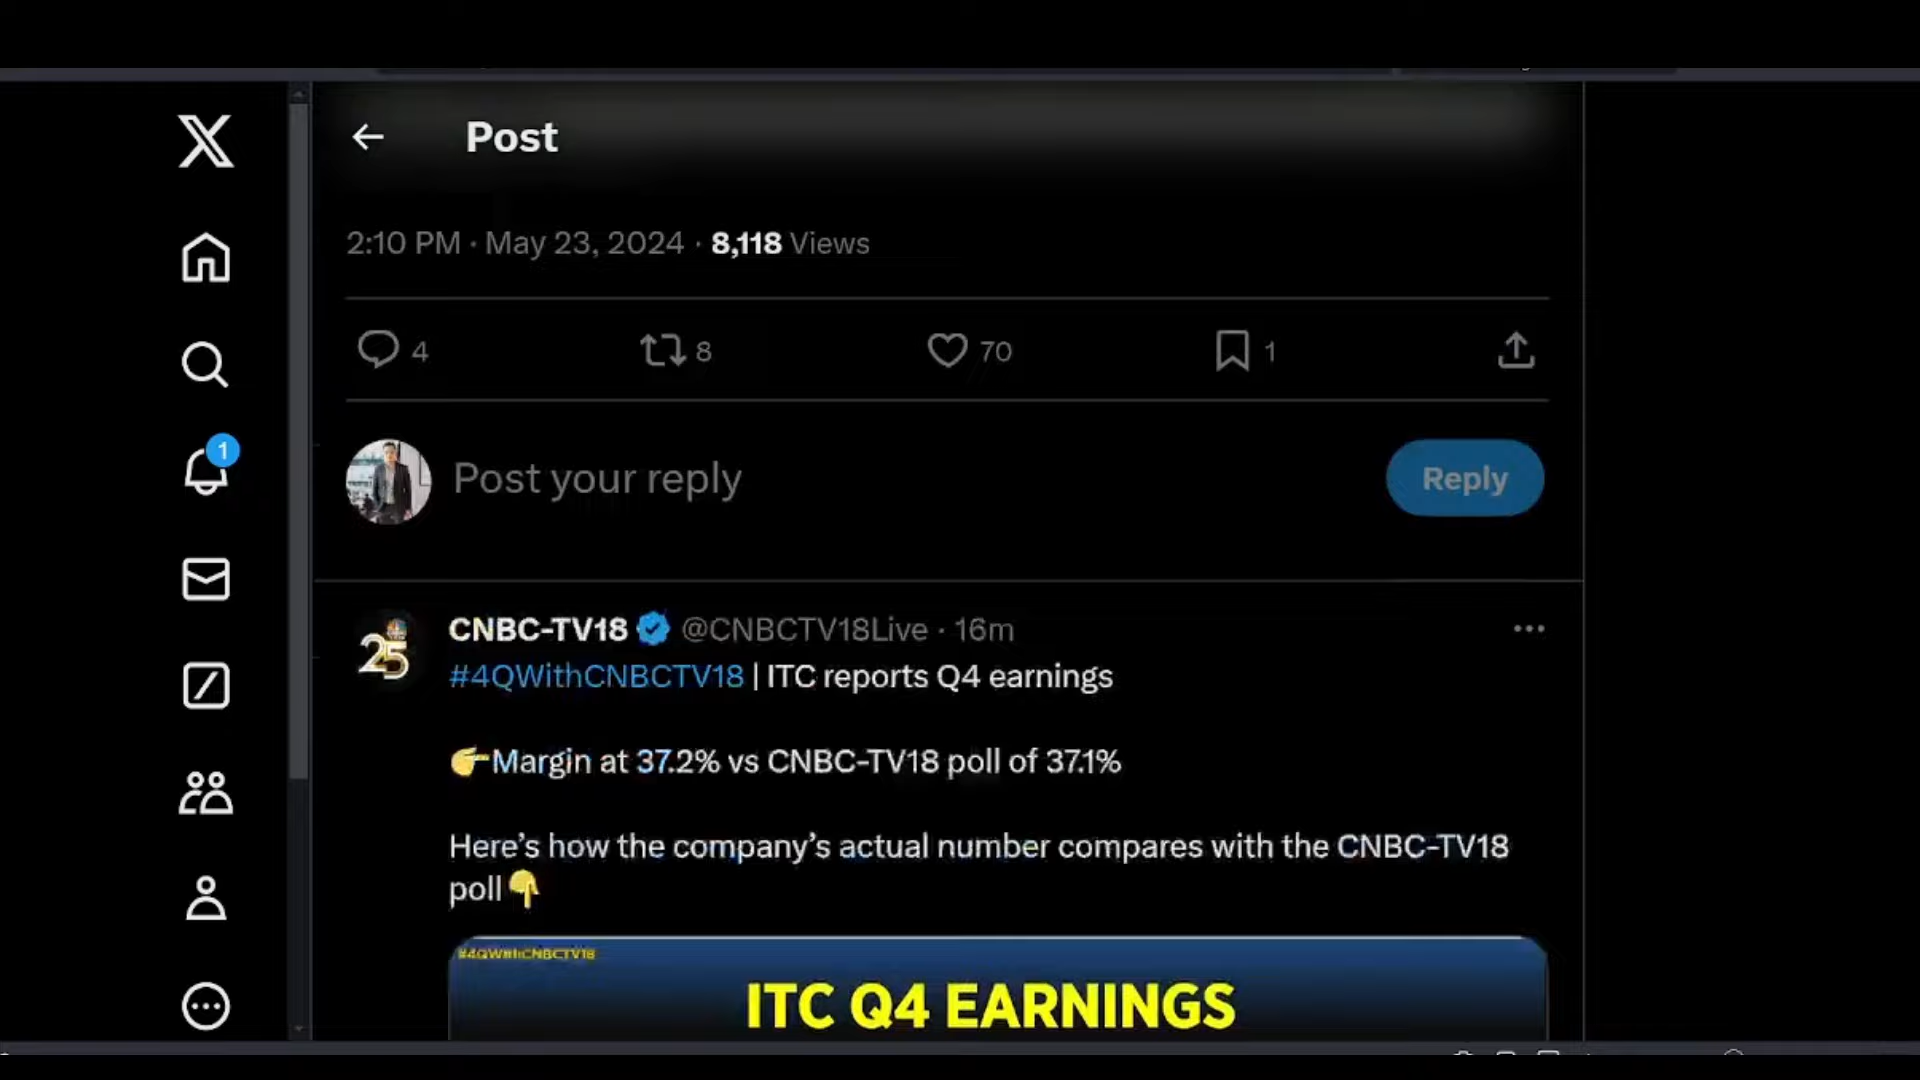 Post
2:10 PM · May 23, 2024 · 8,118 Views
4 8 70 1
Post your reply Reply
1
CNBC-TV18 @CNBCTV18Live · 16m
25
#4QWithCNBCTV18 | ITC reports Q4 earnings
👉Margin at 37.2% vs CNBC-TV18 poll of 37.1%
Here's how the company's actual number compares with the CNBC-TV18
poll👇
#4QWithCNBCTV18
ITC Q4 EARNINGS